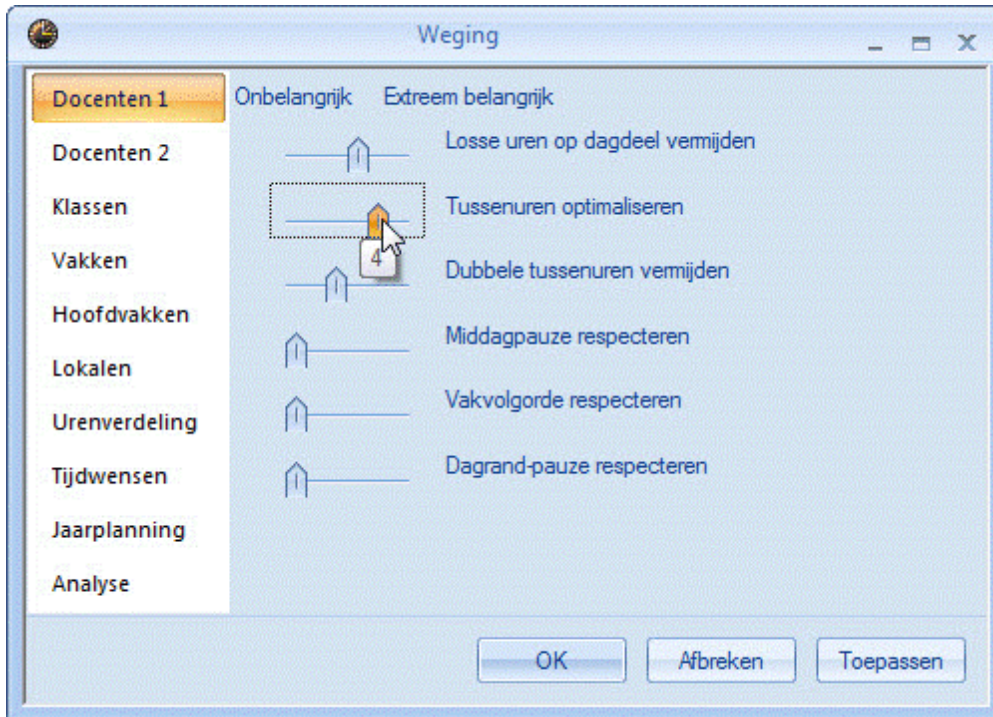 Weging
Docenten 1
Docenten 2
Klassen
Vakken
Hoofdvakken
Lokalen
Urenverdeling
Tijdwensen
Jaarplanning
Analyse
Onbelangrijk Extreem belangrijk
Losse uren op dagdeel vermijden
Tussenuren optimaliseren
4
Dubbele tussenuren vermijden
Middagpauze respecteren
Vakvolgorde respecteren
Dagrand-pauze respecteren
OK Afbreken Toepassen